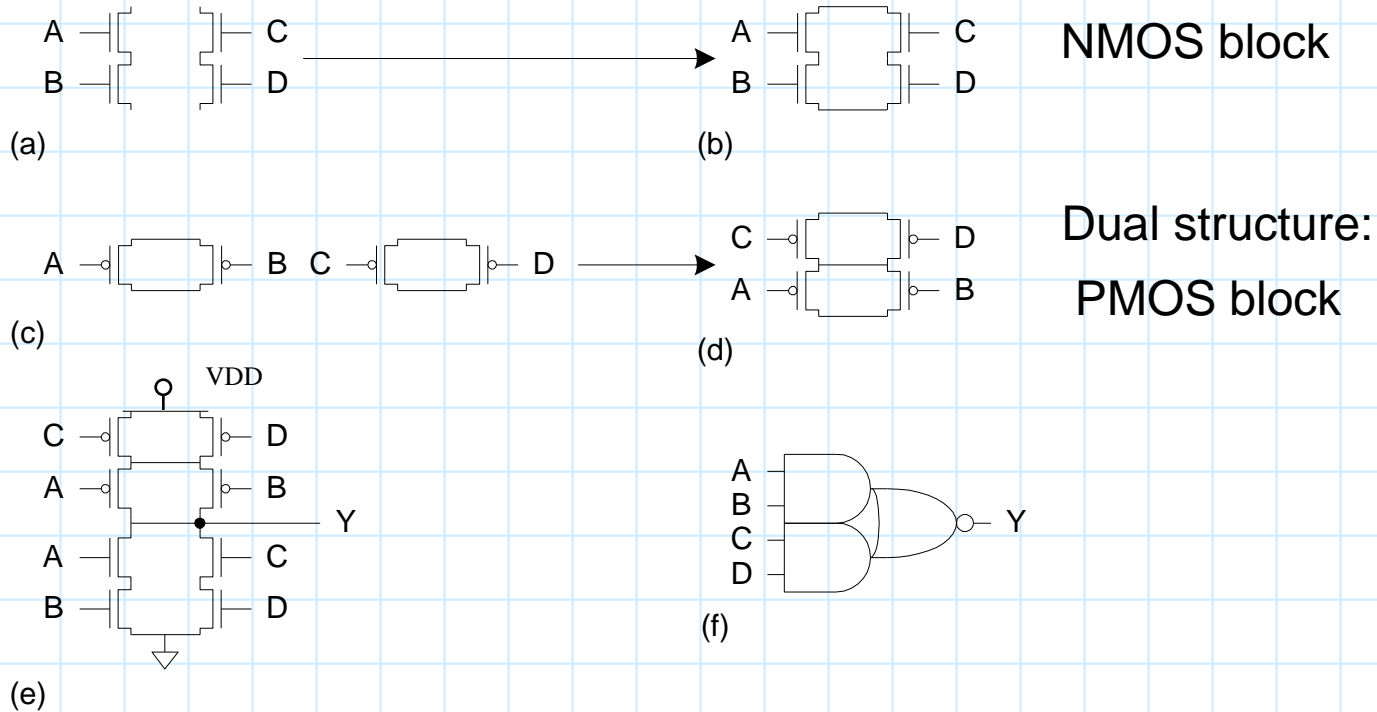 A C
B D
(a)
A C
B D
(b)
NMOS block
A B C D
(c)
C D
A B
(d)
Dual structure:
PMOS block
VDD
C D
A B
Y
A C
B D
(e)
A
B
C
D
Y
(f)